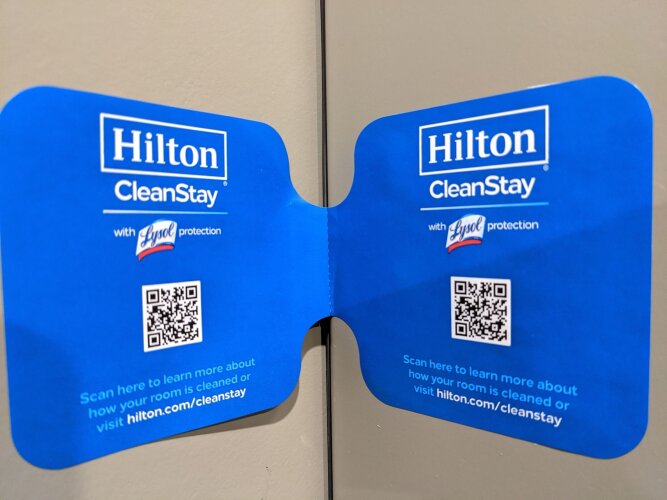 Hilton
CleanStay®
with Lysol protection
Scan here to learn more about
how your room is cleaned or
visit hilton.com/cleanstay
Hilton
CleanStay®
with Lysol protection
Scan here to learn more about
how your room is cleaned or
visit hilton.com/cleanstay